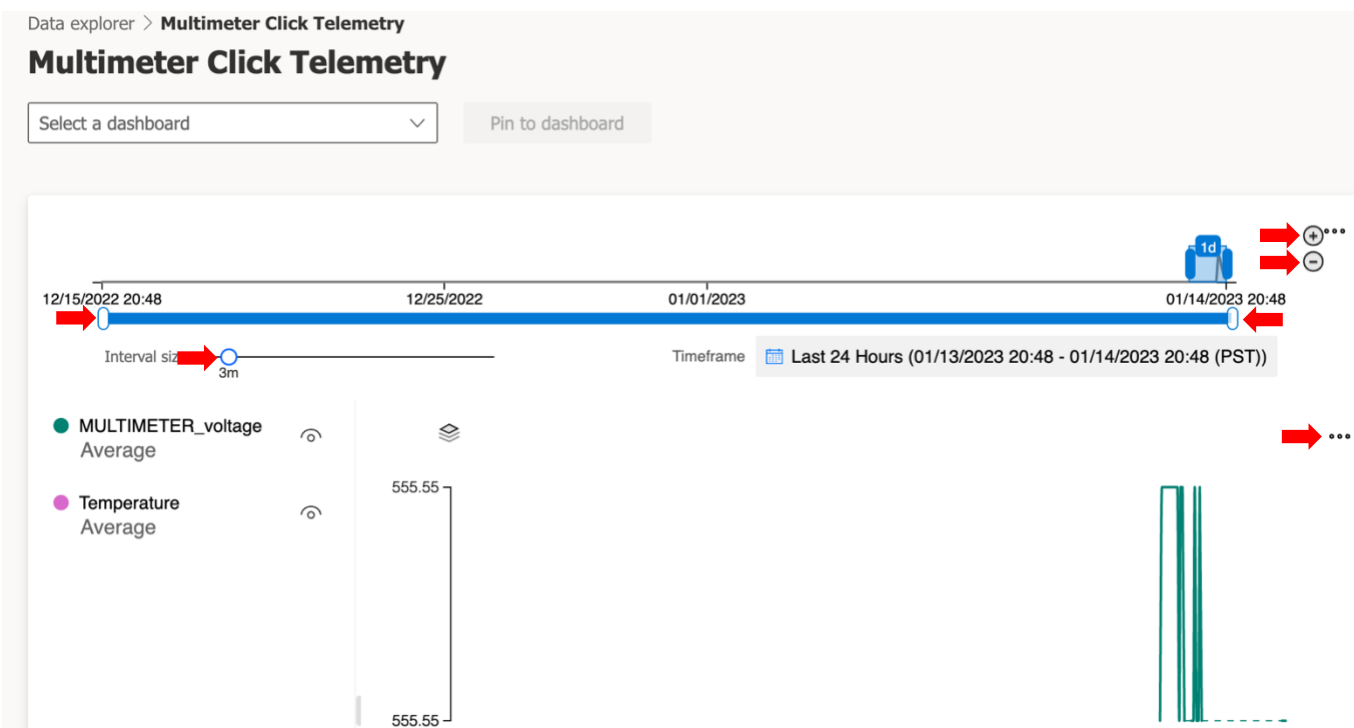 Data explorer > Multimeter Click Telemetry
Multimeter Click Telemetry
Select a dashboard
Pin to dashboard
1d
12/15/2022 20:48
12/25/2022
01/01/2023
01/14/2023 20:48
Interval siz
3m
Timeframe
Last 24 Hours (01/13/2023 20:48 - 01/14/2023 20:48 (PST))
MULTIMETER_voltage
Average
Temperature
Average
555.55
555.55